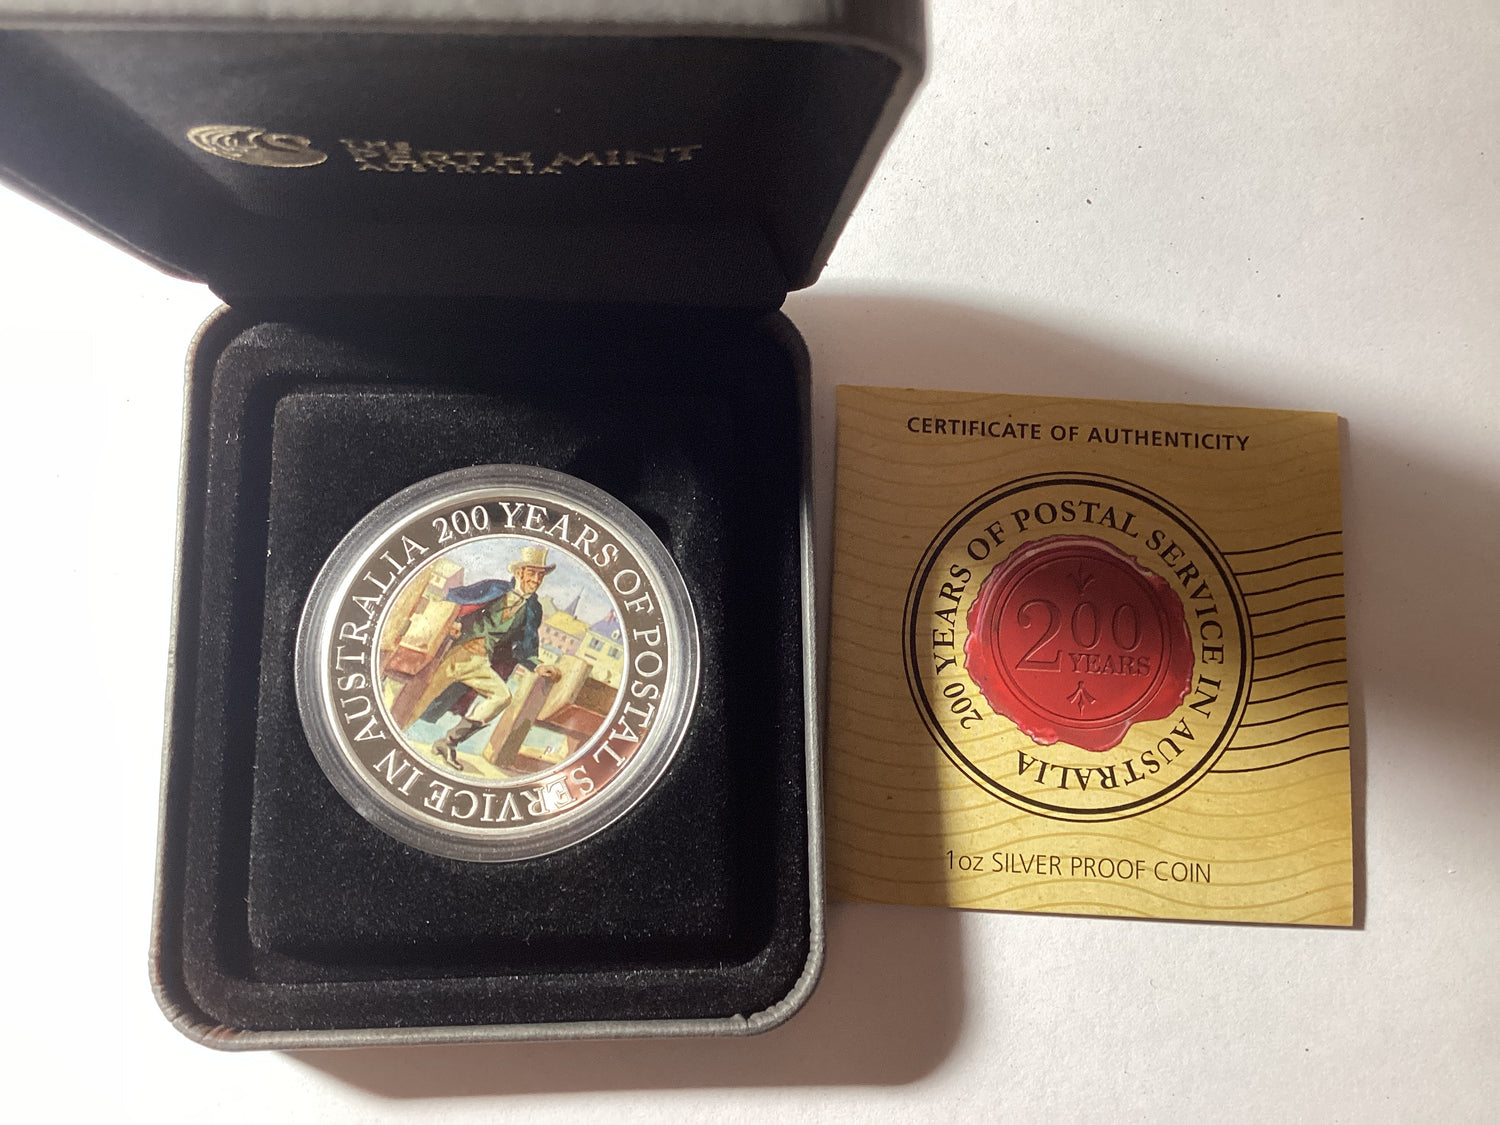 THE
PERTH MINT
AUSTRALIA
200 YEARS OF POSTAL SERVICE IN AUSTRALIA
CERTIFICATE OF AUTHENTICITY
200 YEARS OF POSTAL SERVICE IN AUSTRALIA
200
YEARS
1oz SILVER PROOF COIN